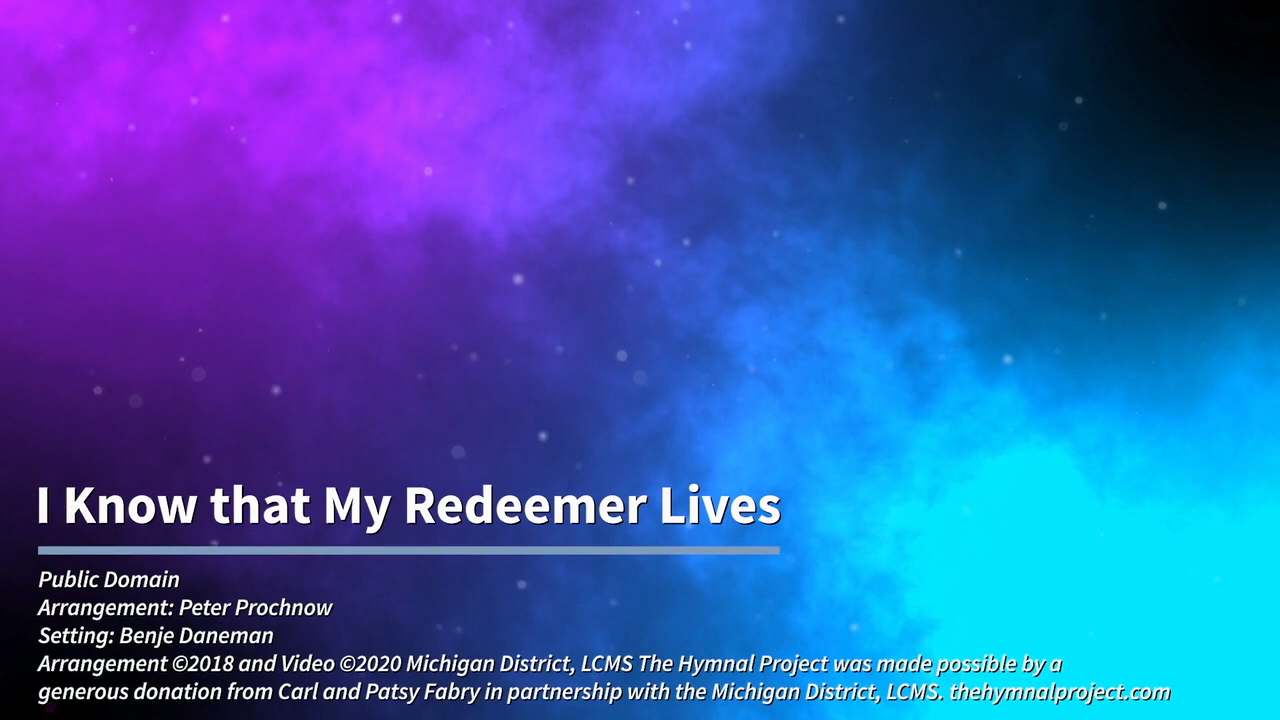 I Know that My Redeemer Lives
Public Domain
Arrangement: Peter Prochnow
Setting: Benje Daneman
Arrangement ©2018 and Video ©2020 Michigan District, LCMS The Hymnal Project was made possible by a
generous donation from Carl and Patsy Fabry in partnership with the Michigan District, LCMS. thehymnalproject.com